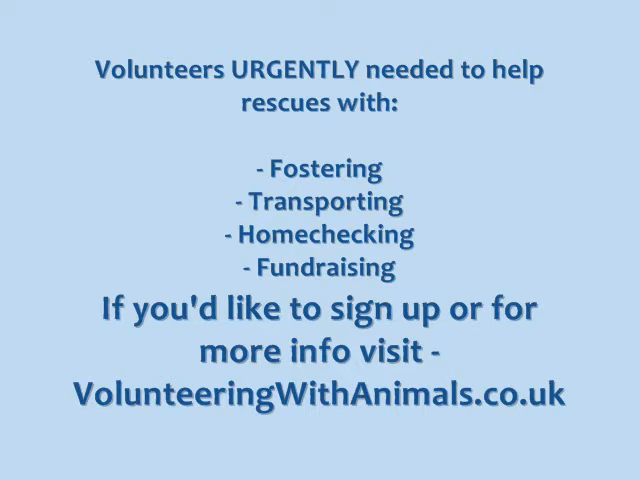 Volunteers URGENTLY needed to help
rescues with:
- Fostering
- Transporting
- Homechecking
- Fundraising
If you'd like to sign up or for
more info visit -
VolunteeringWithAnimals.co.uk